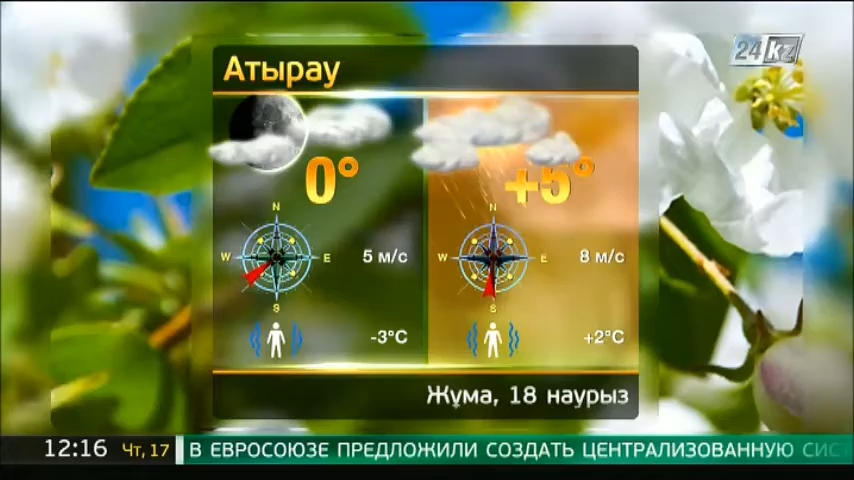 24kz
Атырау
0° +5°
N N
W E 5 м/с W E 8 м/с
S S
-3°C +2°C
Жұма, 18 наурыз
12:16 Чт, 17 В ЕВРОСОЮЗЕ ПРЕДЛОЖИЛИ СОЗДАТЬ ЦЕНТРАЛИЗОВАННУЮ СИС